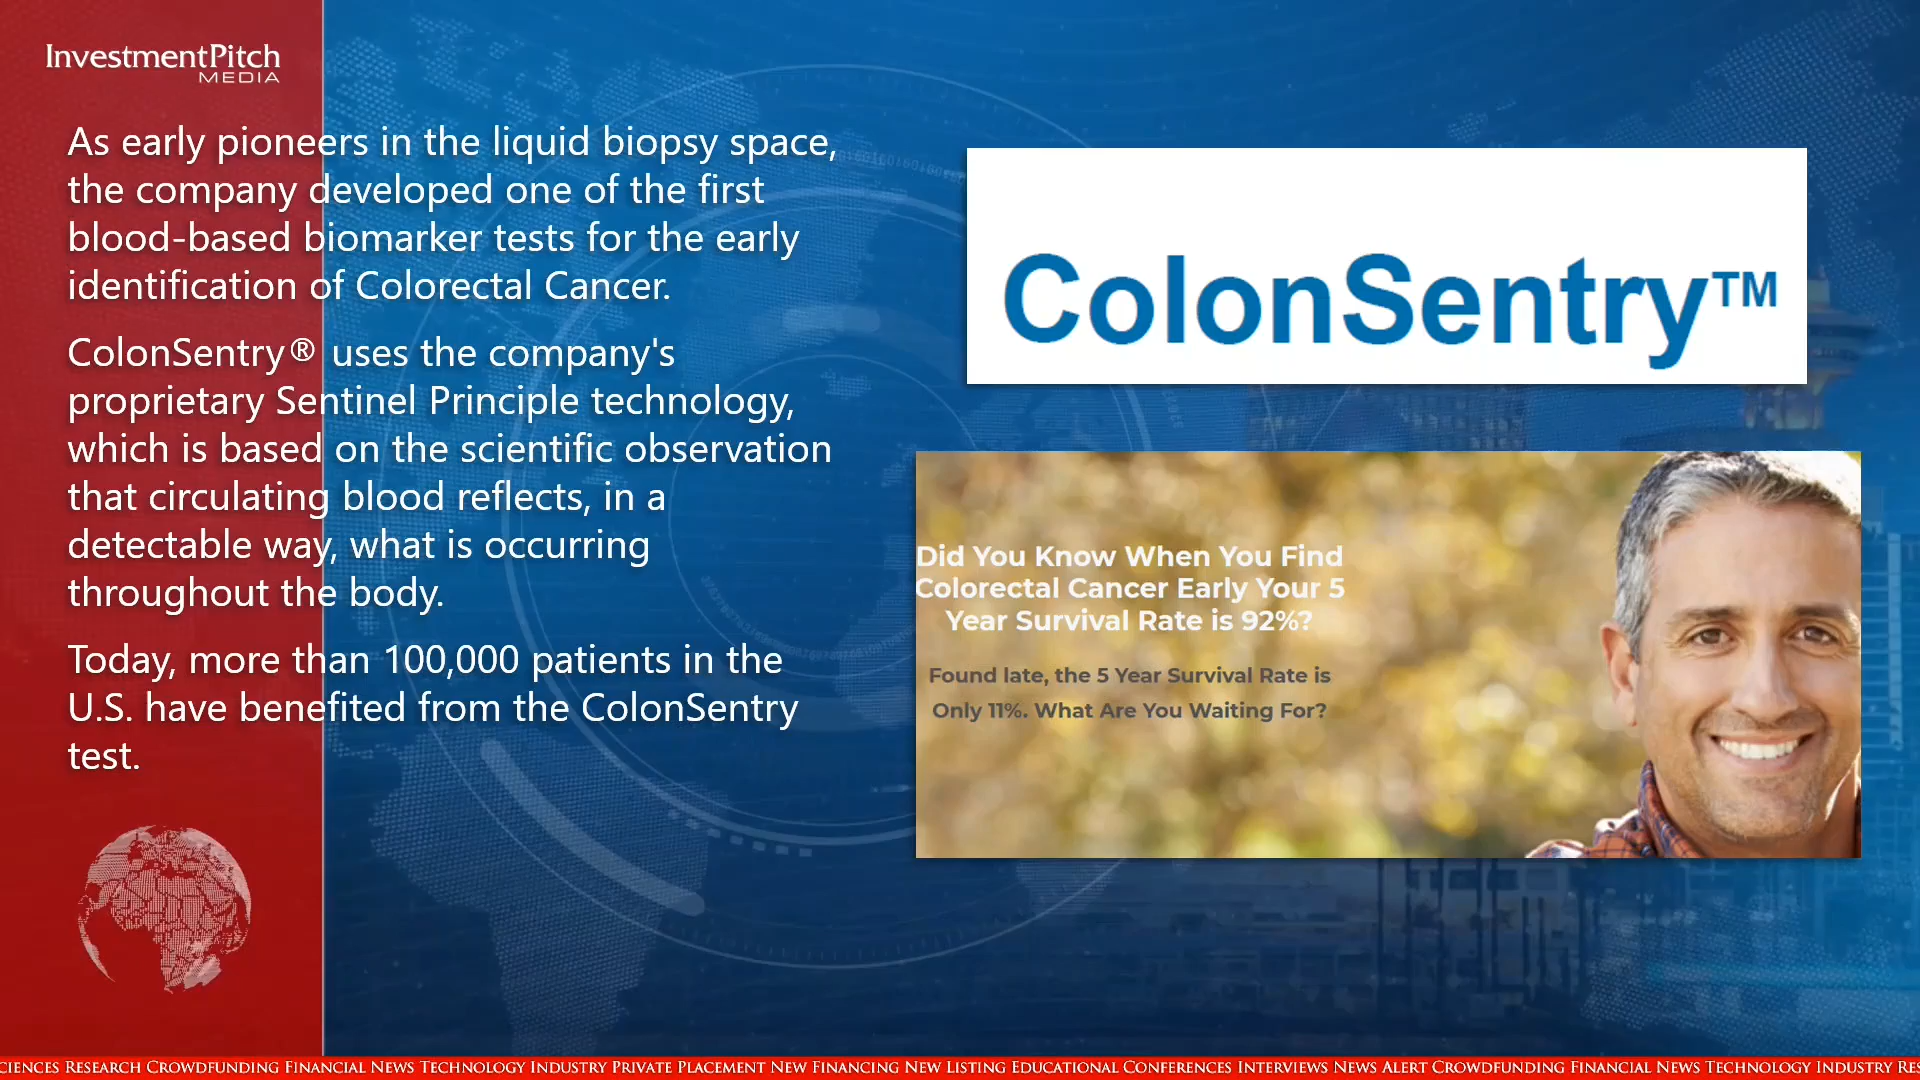 InvestmentPitch
MEDIA
As early pioneers in the liquid biopsy space,
the company developed one of the first
blood-based biomarker tests for the early
identification of Colorectal Cancer.
ColonSentry® uses the company's
proprietary Sentinel Principle technology,
which is based on the scientific observation
that circulating blood reflects, in a
detectable way, what is occurring
throughout the body.
Today, more than 100,000 patients in the
U.S. have benefited from the ColonSentry
test.
ColonSentry™
Did You Know When You Find
Colorectal Cancer Early Your 5
Year Survival Rate is 92%?
Found late, the 5 Year Survival Rate is
Only 11%. What Are You Waiting For?
CIENCES RESEARCH CROWDFUNDING FINANCIAL NEWS TECHNOLOGY INDUSTRY PRIVATE PLACEMENT NEW FINANCING NEW LISTING EDUCATIONAL CONFERENCES INTERVIEWS NEWS ALERT CROWDFUNDING FINANCIAL NEWS TECHNOLOGY INDUSTRY RES